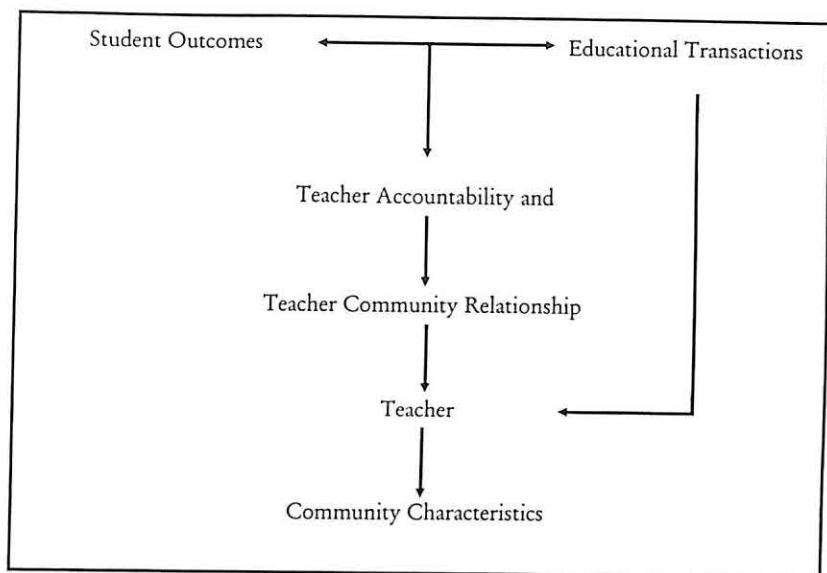 Student Outcomes
Educational Transactions
Teacher Accountability and
Teacher Community Relationship
Teacher
Community Characteristics